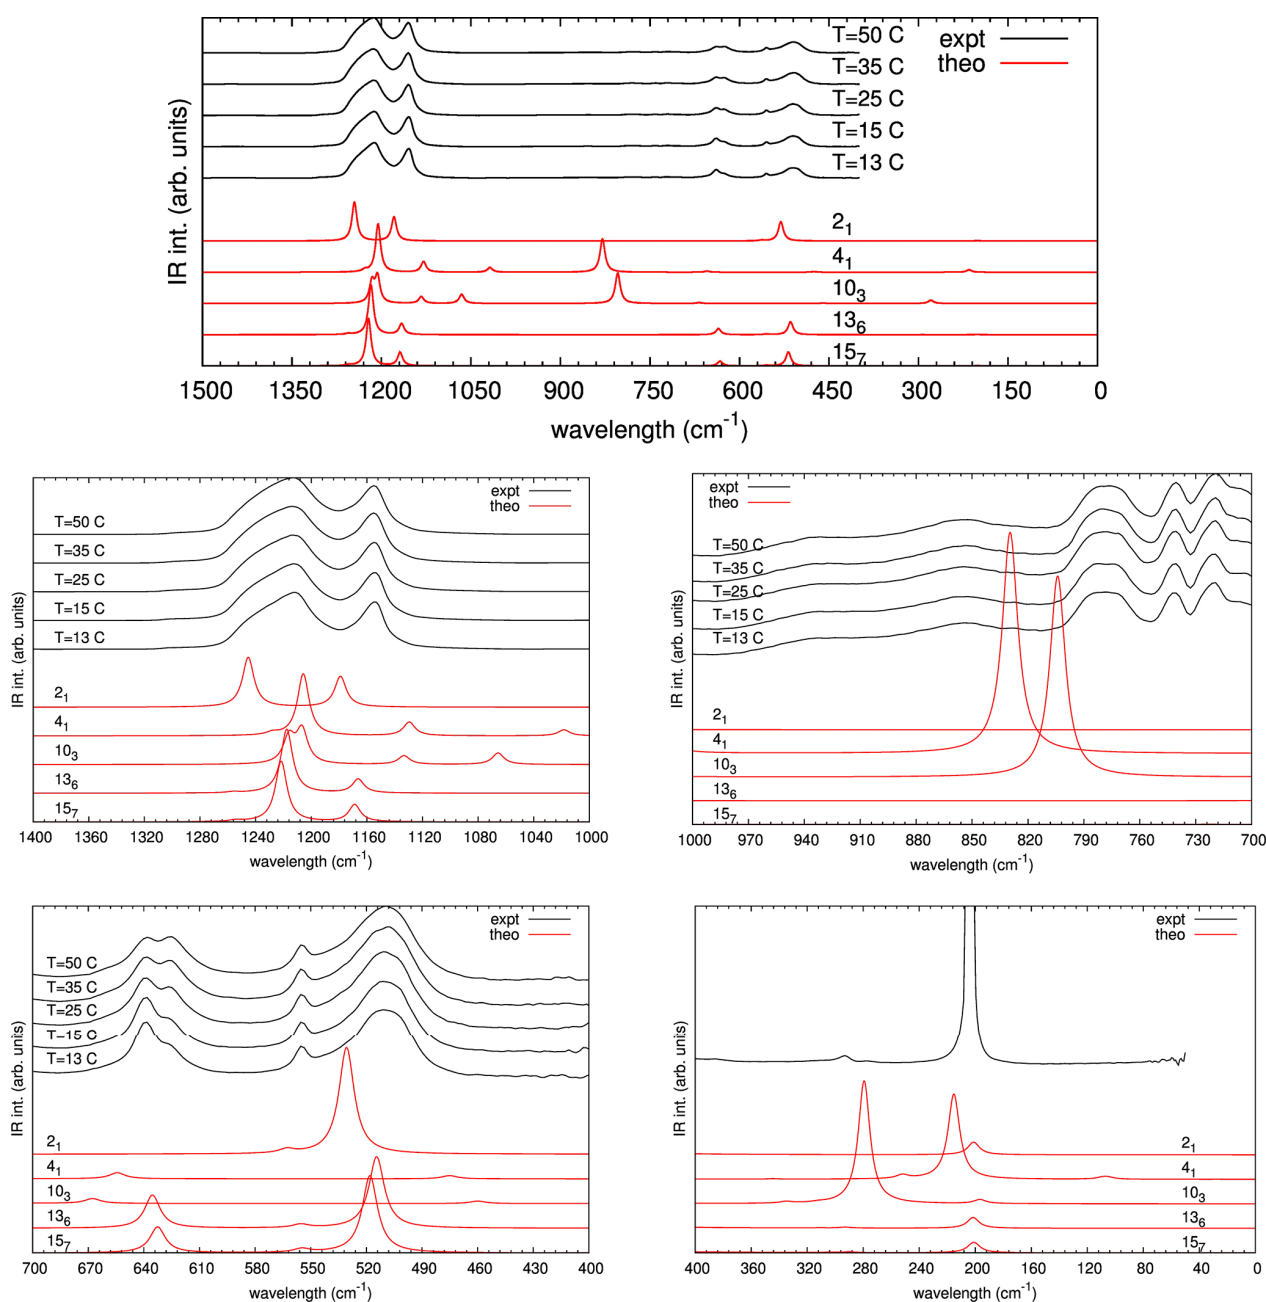 IR int. (arb. units)
T=50 C
T=35 C
T=25 C
T=15 C
T=13 C
expt
theo
2₁
4₁
10₃
13₆
15₇
1500 1350 1200 1050 900 750 600 450 300 150 0
wavelength (cm⁻¹)
IR int. (arb. units)
expt
theo
T=50 C
T=35 C
T=25 C
T=15 C
T=13 C
2₁
4₁
10₃
13₆
15₇
1400 1360 1320 1280 1240 1200 1160 1120 1080 1040 1000
wavelength (cm⁻¹)
IR int. (arb. units)
expt
theo
T=50 C
T=35 C
T=25 C
T=15 C
T=13 C
2₁
4₁
10₃
13₆
15₇
1000 970 940 910 880 850 820 790 760 730 700
wavelength (cm⁻¹)
IR int. (arb. units)
expt
theo
T=50 C
T=35 C
T=25 C
T=15 C
T=13 C
2₁
4₁
10₃
13₆
15₇
700 670 640 610 580 550 520 490 460 430 400
wavelength (cm⁻¹)
IR int. (arb. units)
expt
theo
2₁
4₁
10₃
13₆
15₇
400 360 320 280 240 200 160 120 80 40 0
wavelength (cm⁻¹)